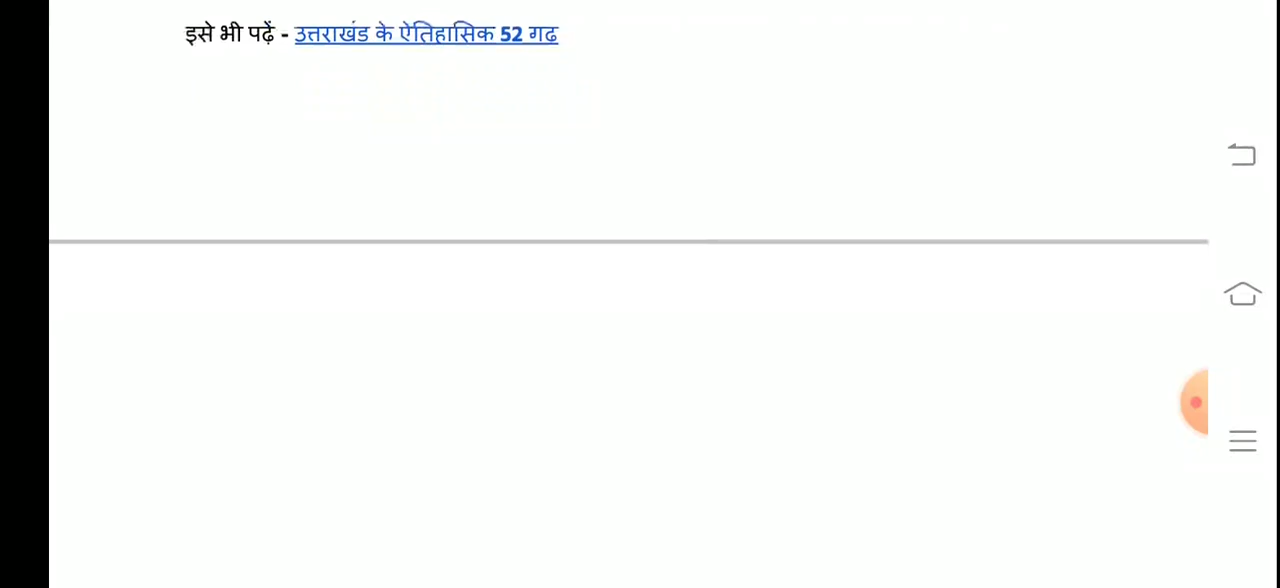 इसे भी पढ़ें - उत्तराखंड के ऐतिहासिक 52 गढ